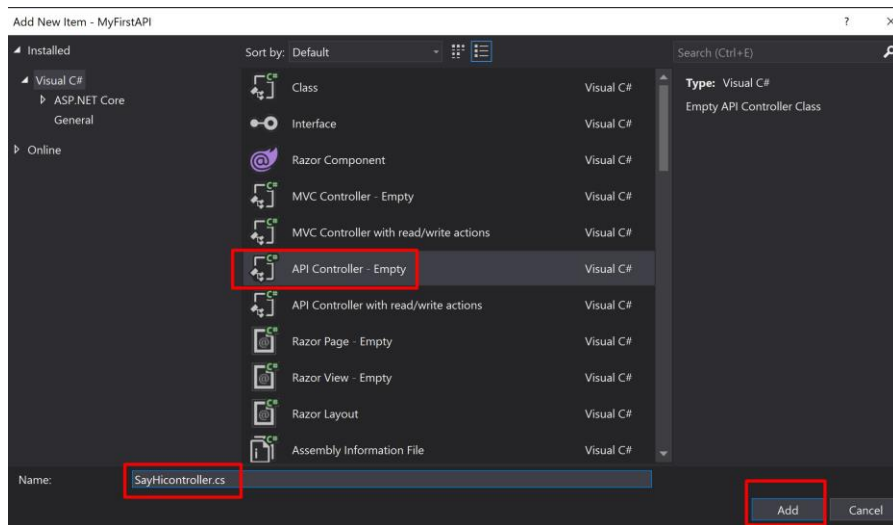 Add New Item - MyFirstAPI
? ×
Installed
Visual C#
ASP.NET Core
General
Online
Sort by: Default
Class Visual C#
Interface Visual C#
Razor Component Visual C#
MVC Controller - Empty Visual C#
MVC Controller with read/write actions Visual C#
API Controller - Empty Visual C#
API Controller with read/write actions Visual C#
Razor Page - Empty Visual C#
Razor View - Empty Visual C#
Razor Layout Visual C#
Assembly Information File Visual C#
Search (Ctrl+E)
Type: Visual C#
Empty API Controller Class
Name: SayHicontroller.cs
Add Cancel